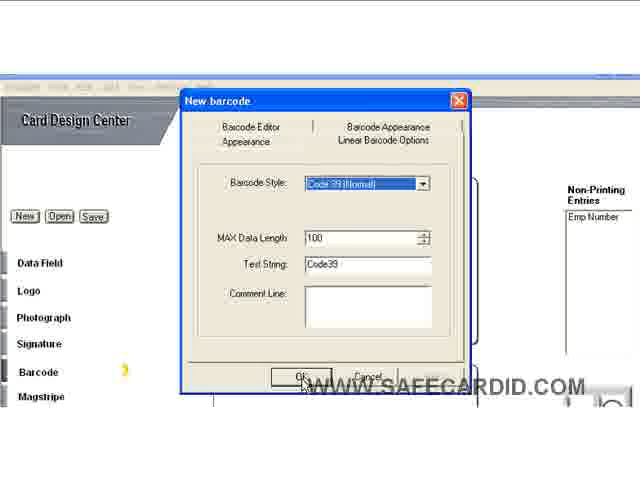 New barcode
Card Design Center
Barcode Editor
Barcode Appearance
Appearance
Linear Barcode Options
Barcode Style:
Code 39 (Normal)
Non-Printing
Entries
New
Open
Save
Emp Number
MAX Data Length
100
Data Field
Test String:
Code39
Logo
Comment Line:
Photograph
Signature
Barcode
?
OK
Cancel
WWW.SAFECARDID.COM
Magstripe